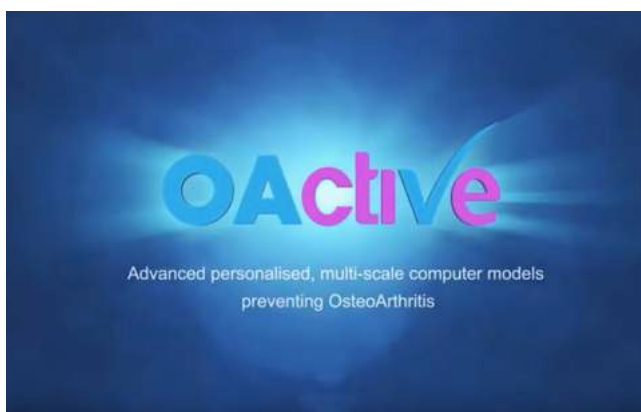 OActive
Advanced personalised, multi-scale computer models
preventing OsteoArthritis